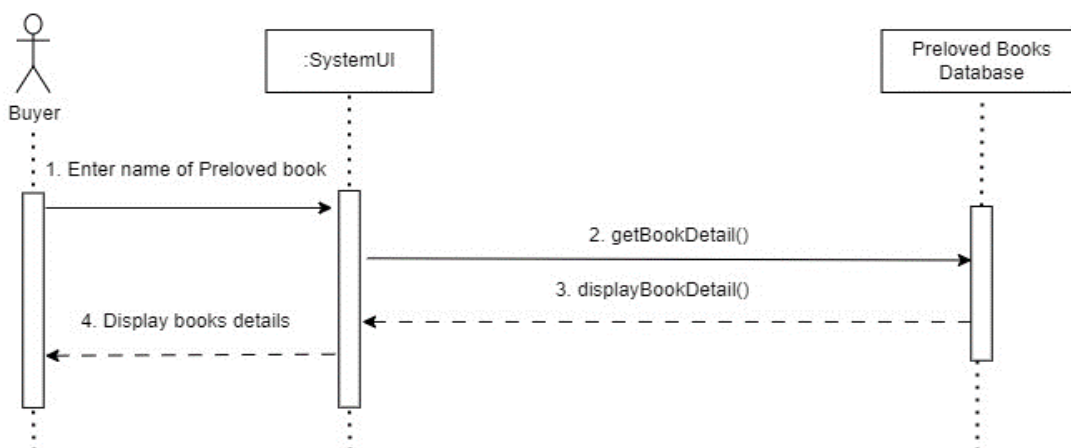 :SystemUI
Preloved Books
Database
Buyer
1. Enter name of Preloved book
2. getBookDetail()
3. displayBookDetail()
4. Display books details